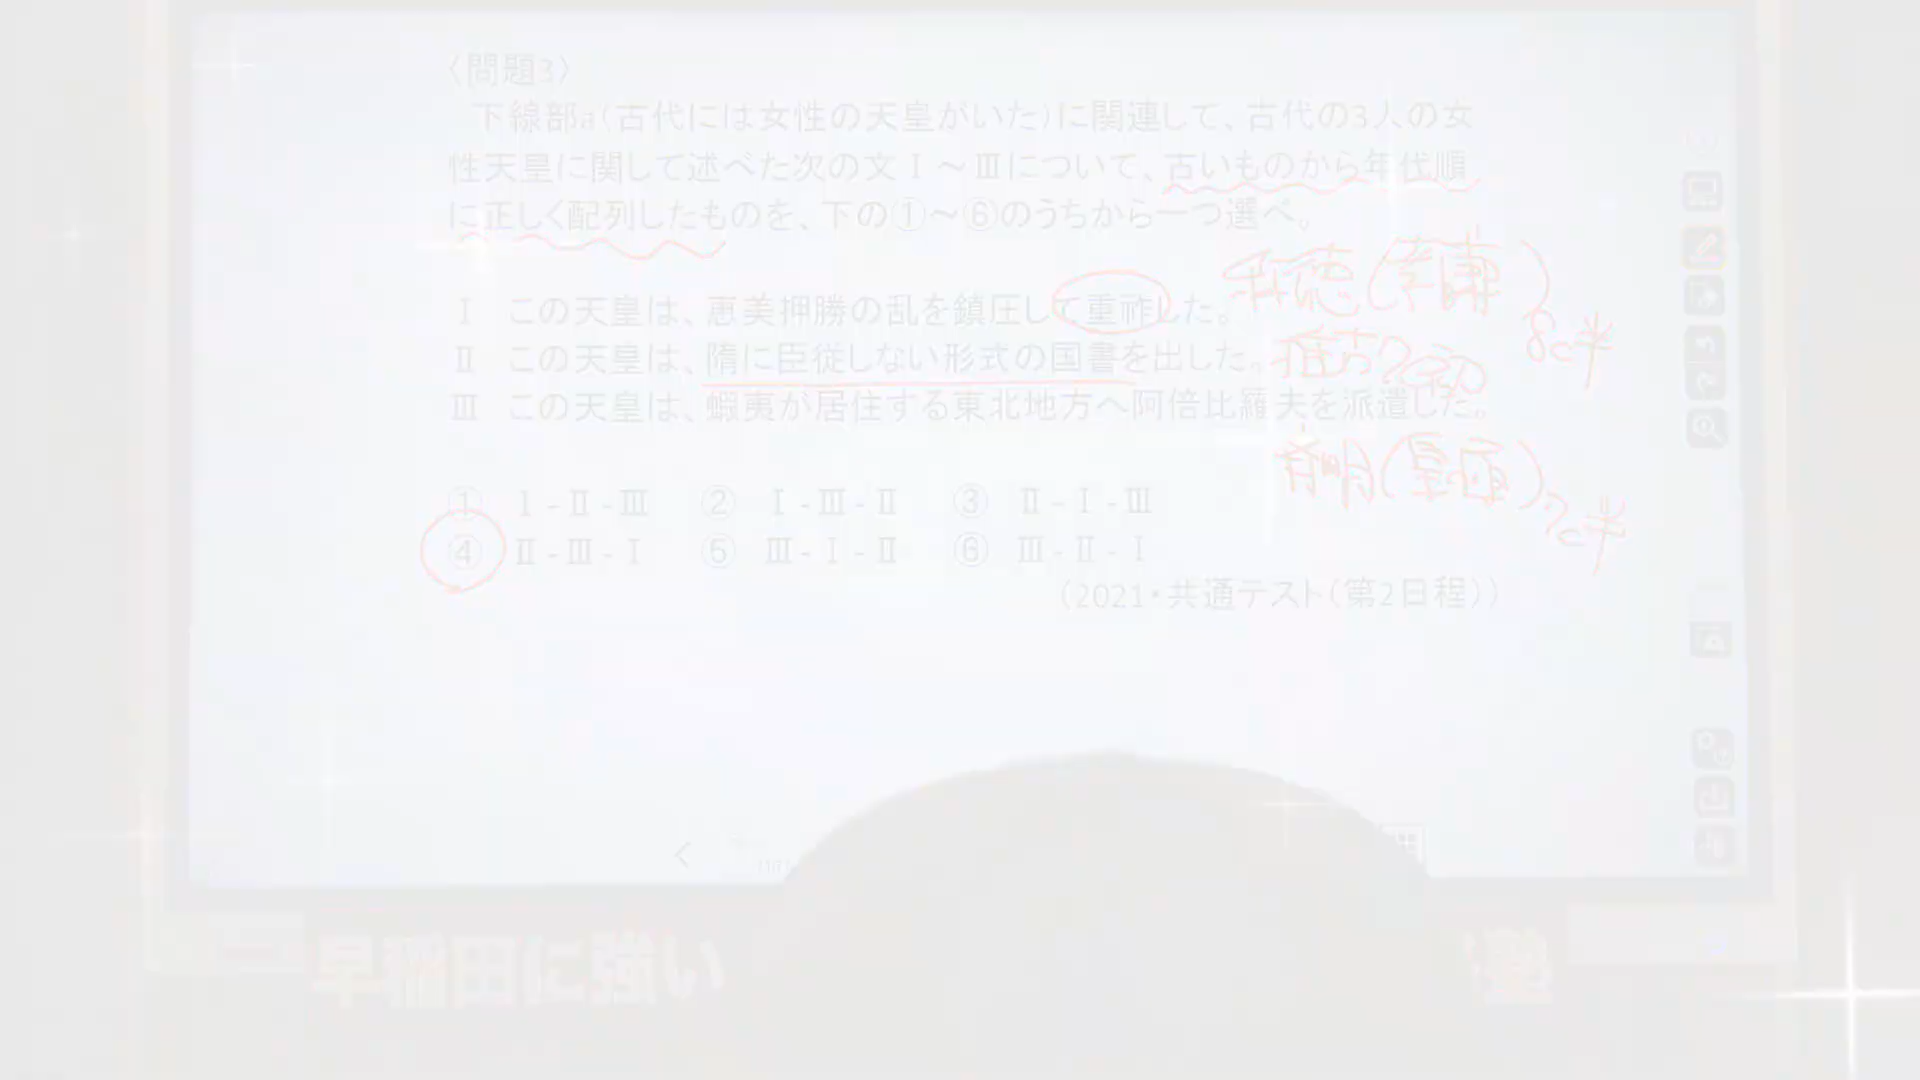 〈問題3〉
下線部a(古代には女性の天皇がいた)に関連して、古代の3人の女
性天皇に関して述べた次の文Ⅰ～Ⅲについて、古いものから年代順
に正しく配列したものを、下の①～⑥のうちから一つ選べ。
Ⅰ この天皇は、恵美押勝の乱を鎮圧して重祚した。 称徳(孝謙) 8C半
Ⅱ この天皇は、隋に臣従しない形式の国書を出した。 推古
Ⅲ この天皇は、蝦夷が居住する東北地方へ阿倍比羅夫を派遣した。
斉明(皇極) 7C半
① Ⅰ-Ⅱ-Ⅲ ② Ⅰ-Ⅲ-Ⅱ ③ Ⅱ-Ⅰ-Ⅲ
④ Ⅱ-Ⅲ-Ⅰ ⑤ Ⅲ-Ⅰ-Ⅱ ⑥ Ⅲ-Ⅱ-Ⅰ
(2021・共通テスト(第2日程))
早稲田に強い